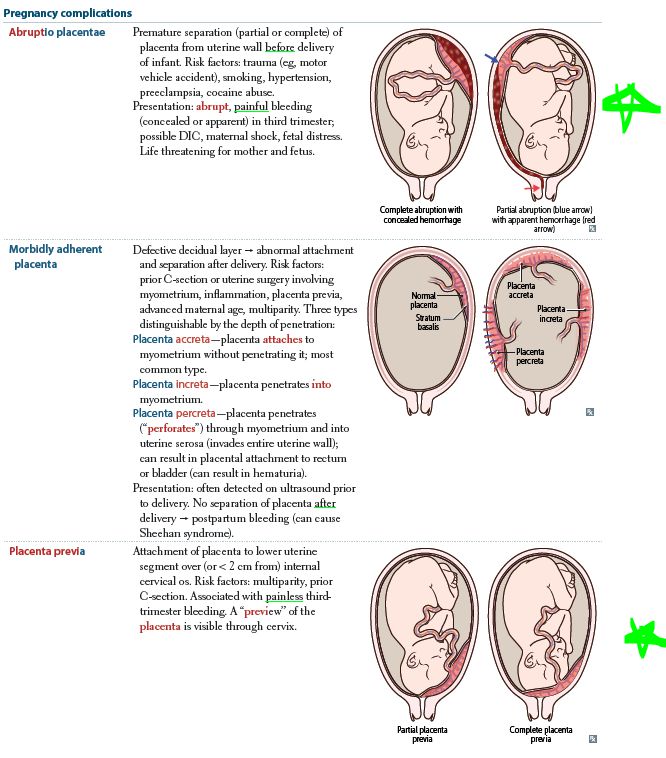 Pregnancy complications
Abruptio placentae
Premature separation (partial or complete) of
placenta from uterine wall before delivery
of infant. Risk factors: trauma (eg, motor
vehicle accident), smoking, hypertension,
preeclampsia, cocaine abuse.
Presentation: abrupt, painful bleeding
(concealed or apparent) in third trimester;
possible DIC, maternal shock, fetal distress.
Life threatening for mother and fetus.
Complete abruption with
concealed hemorrhage
Partial abruption (blue arrow)
with apparent hemorrhage (red
arrow)
Morbidly adherent
placenta
Defective decidual layer → abnormal attachment
and separation after delivery. Risk factors:
prior C-section or uterine surgery involving
myometrium, inflammation, placenta previa,
advanced maternal age, multiparity. Three types
distinguishable by the depth of penetration:
Placenta accreta—placenta attaches to
myometrium without penetrating it; most
common type.
Placenta increta—placenta penetrates into
myometrium.
Placenta percreta—placenta penetrates
(“perforates”) through myometrium and into
uterine serosa (invades entire uterine wall);
can result in placental attachment to rectum
or bladder (can result in hematuria).
Presentation: often detected on ultrasound prior
to delivery. No separation of placenta after
delivery → postpartum bleeding (can cause
Sheehan syndrome).
Normal
placenta
Stratum
basalis
Placenta
accreta
Placenta
increta
Placenta
percreta
Placenta previa
Attachment of placenta to lower uterine
segment over (or < 2 cm from) internal
cervical os. Risk factors: multiparity, prior
C-section. Associated with painless third-
trimester bleeding. A “preview” of the
placenta is visible through cervix.
Partial placenta
previa
Complete placenta
previa